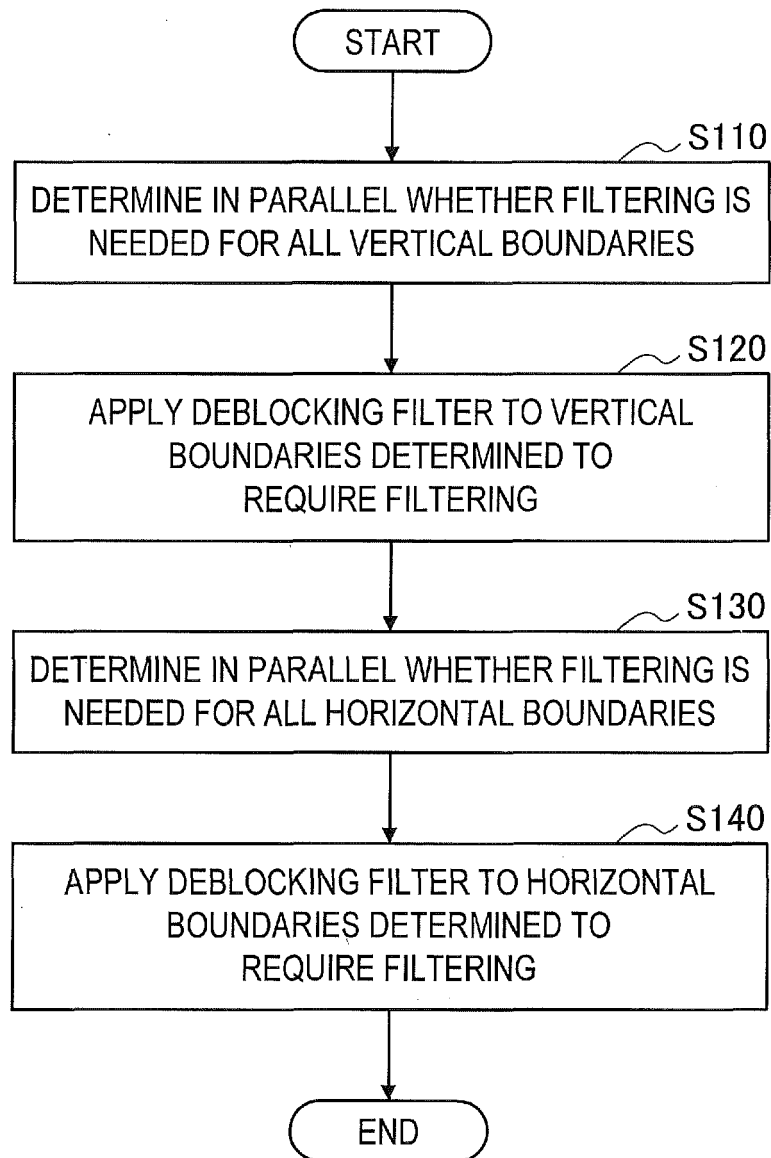 START
S110
DETERMINE IN PARALLEL WHETHER FILTERING IS
NEEDED FOR ALL VERTICAL BOUNDARIES
S120
APPLY DEBLOCKING FILTER TO VERTICAL
BOUNDARIES DETERMINED TO
REQUIRE FILTERING
S130
DETERMINE IN PARALLEL WHETHER FILTERING IS
NEEDED FOR ALL HORIZONTAL BOUNDARIES
S140
APPLY DEBLOCKING FILTER TO HORIZONTAL
BOUNDARIES DETERMINED TO
REQUIRE FILTERING
END